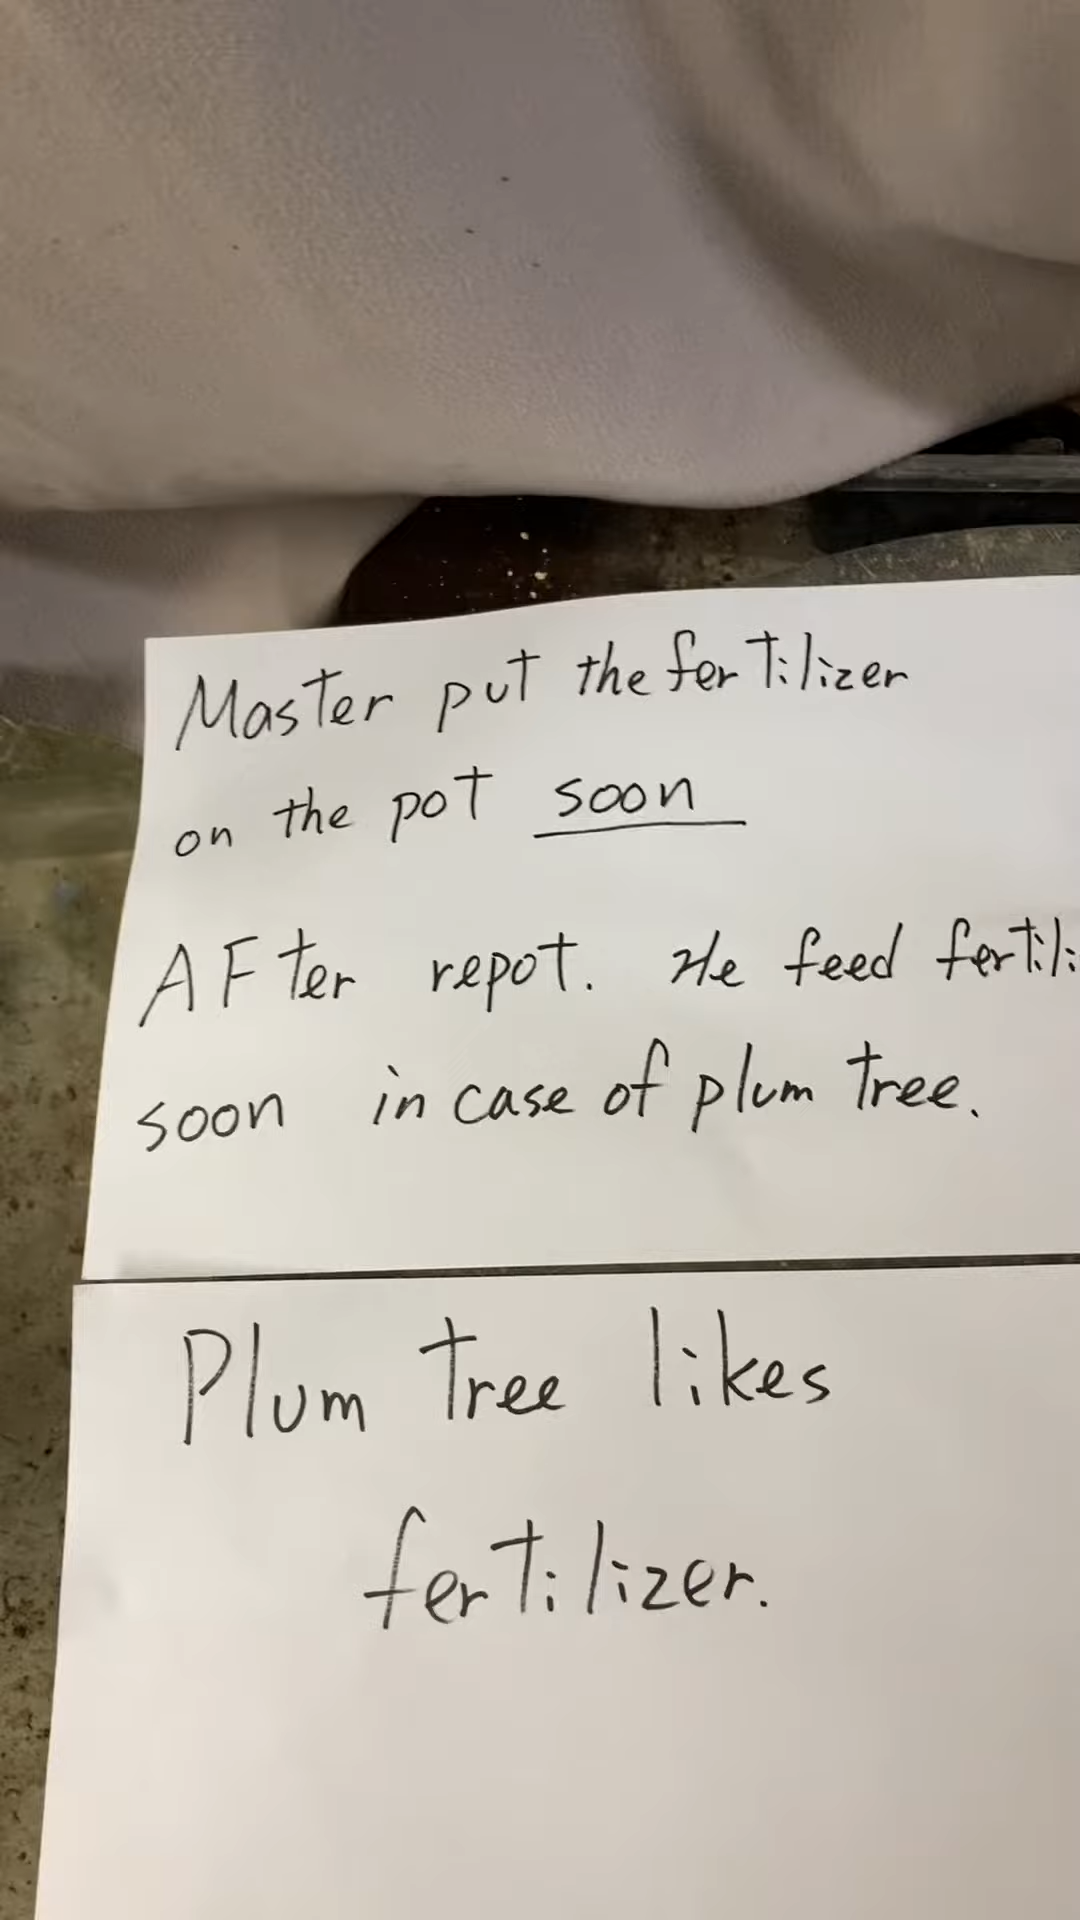 Master put the fertilizer
on the pot soon
AFter repot. He feed fertili
soon in case of plum tree.
Plum tree likes
fertilizer.